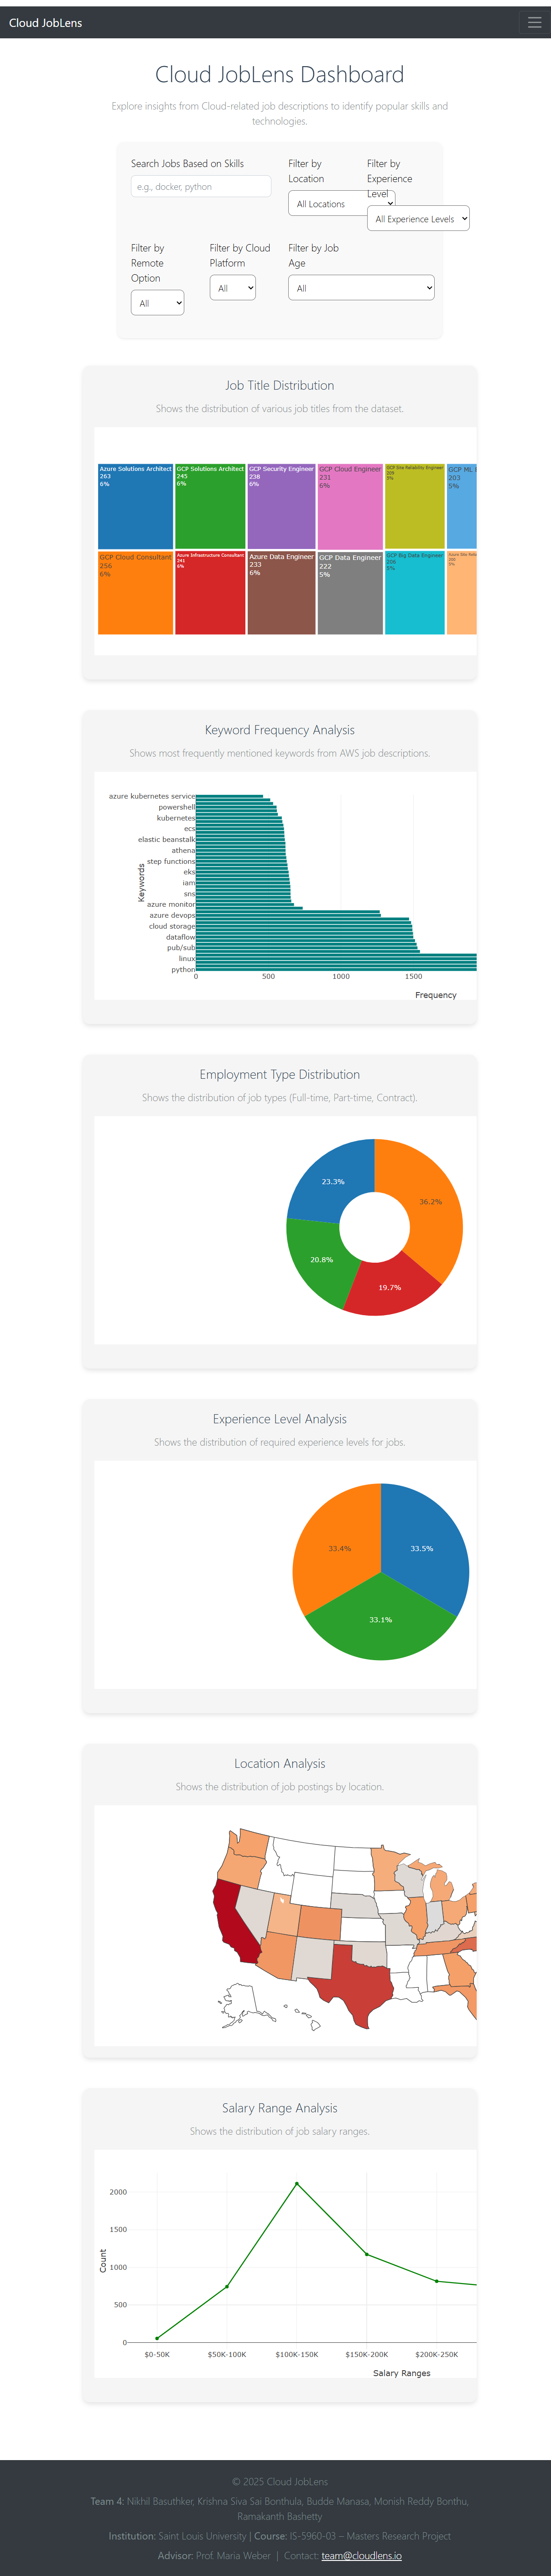 Cloud JobLens
Cloud JobLens Dashboard
Explore insights from Cloud-related job descriptions to identify popular skills and
technologies.
Search Jobs Based on Skills
e.g., docker, python
Filter by
Location
All Locations
Filter by
Experience
Level
All Experience Levels
Filter by
Remote
Option
All
Filter by Cloud
Platform
All
Filter by Job
Age
All
Job Title Distribution
Shows the distribution of various job titles from the dataset.
Azure Solutions Architect
263
6%
GCP Solutions Architect
245
6%
GCP Security Engineer
238
6%
GCP Cloud Engineer
231
6%
GCP Site Reliability Engineer
209
5%
GCP ML
203
5%
GCP Cloud Consultant
256
6%
Azure Infrastructure Consultant
241
6%
Azure Data Engineer
233
6%
GCP Data Engineer
222
5%
GCP Big Data Engineer
206
5%
Azure Site
5%
Keyword Frequency Analysis
Shows most frequently mentioned keywords from AWS job descriptions.
Keywords
azure kubernetes service
powershell
kubernetes
ecs
elastic beanstalk
athena
step functions
eks
iam
sns
azure monitor
azure devops
cloud storage
dataflow
pub/sub
linux
python
0
500
1000
1500
Frequency
Employment Type Distribution
Shows the distribution of job types (Full-time, Part-time, Contract).
23.3%
36.2%
20.8%
19.7%
Experience Level Analysis
Shows the distribution of required experience levels for jobs.
33.4%
33.5%
33.1%
Location Analysis
Shows the distribution of job postings by location.
Salary Range Analysis
Shows the distribution of job salary ranges.
Count
2000
1500
1000
500
0
$0-50K
$50K-100K
$100K-150K
$150K-200K
$200K-250K
Salary Ranges
© 2025 Cloud JobLens
Team 4: Nikhil Basuthker, Krishna Siva Sai Bonthula, Budde Manasa, Monish Reddy Bonthu,
Ramakanth Bashetty
Institution: Saint Louis University | Course: IS-5960-03 – Masters Research Project
Advisor: Prof. Maria Weber | Contact: team@cloudlens.io